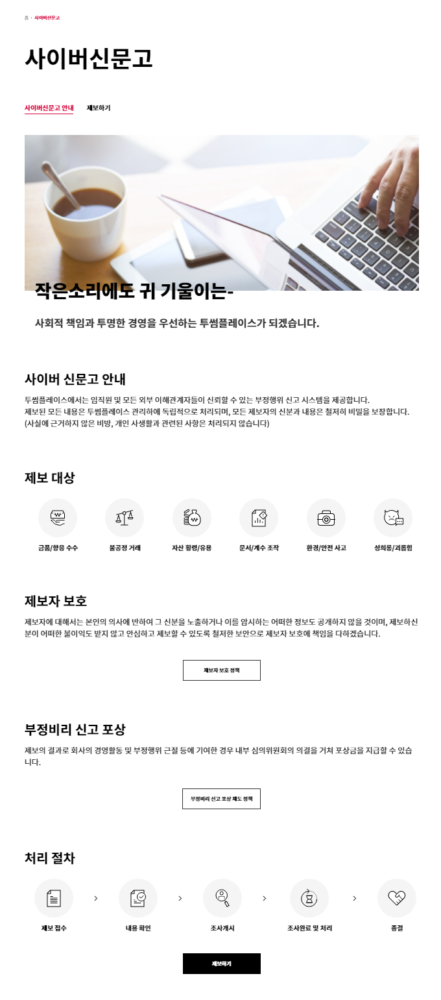 홈 · 사이버신문고
사이버신문고
사이버신문고 안내 제보하기
작은소리에도 귀 기울이는-
사회적 책임과 투명한 경영을 우선하는 투썸플레이스가 되겠습니다.
사이버 신문고 안내
투썸플레이스에서는 임직원 및 모든 외부 이해관계자들이 신뢰할 수 있는 부정행위 신고 시스템을 제공합니다.
제보된 모든 내용은 투썸플레이스 관리하에 독립적으로 처리되며, 모든 제보자의 신분과 내용은 철저히 비밀을 보장합니다.
(사실에 근거하지 않은 비방, 개인 사생활과 관련된 사항은 처리되지 않습니다)
제보 대상
금품/향응 수수 불공정 거래 자산 횡령/유용 문서/계수 조작 환경/안전 사고 성희롱/괴롭힘
제보자 보호
제보자에 대해서는 본인의 의사에 반하여 그 신분을 노출하거나 이를 암시하는 어떠한 정보도 공개하지 않을 것이며, 제보하신
분이 어떠한 불이익도 받지 않고 안심하고 제보할 수 있도록 철저한 보안으로 제보자 보호에 책임을 다하겠습니다.
제보자 보호 정책
부정비리 신고 포상
제보의 결과로 회사의 경영활동 및 부정행위 근절 등에 기여한 경우 내부 심의위원회의 의결을 거쳐 포상금을 지급할 수 있습
니다.
부정비리 신고 포상 제도 정책
처리 절차
제보 접수 내용 확인 조사개시 조사완료 및 처리 종결
제보하기